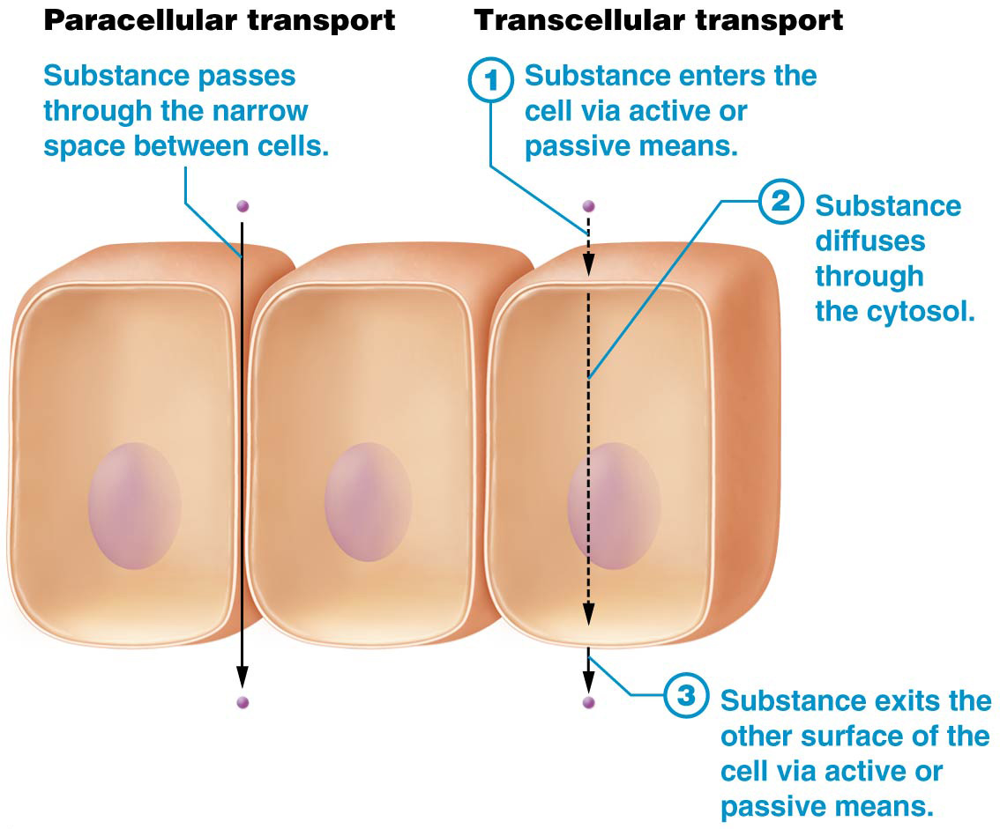 Paracellular transport
Substance passes
through the narrow
space between cells.
Transcellular transport
1 Substance enters the
cell via active or
passive means.
2 Substance
diffuses
through
the cytosol.
3 Substance exits the
other surface of the
cell via active or
passive means.